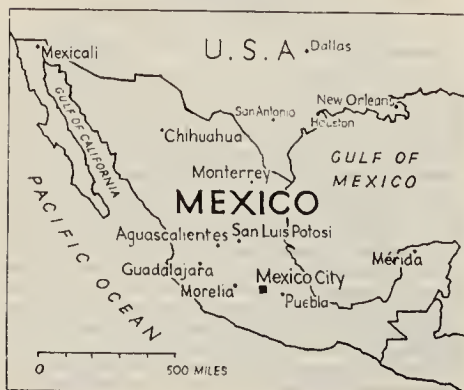 Mexicali
U.S.A
Dallas
GULF OF CALIFORNIA
San Antonio
New Orleans
Houston
Chihuahua
GULF OF
MEXICO
Monterrey
MEXICO
PACIFIC OCEAN
Aguascalientes
San Luis Potosi
Mérida
Guadalajara
Mexico City
Morelia
Puebla
0 500 MILES